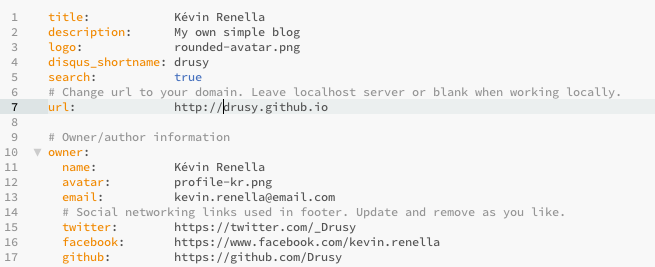 1 title: Kévin Renella
2 description: My own simple blog
3 logo: rounded-avatar.png
4 disqus_shortname: drusy
5 search: true
6 # Change url to your domain. Leave localhost server or blank when working locally.
7 url: http://drusy.github.io
8
9 # Owner/author information
10 owner:
11 name: Kévin Renella
12 avatar: profile-kr.png
13 email: kevin.renella@email.com
14 # Social networking links used in footer. Update and remove as you like.
15 twitter: https://twitter.com/_Drusy
16 facebook: https://www.facebook.com/kevin.renella
17 github: https://github.com/Drusy